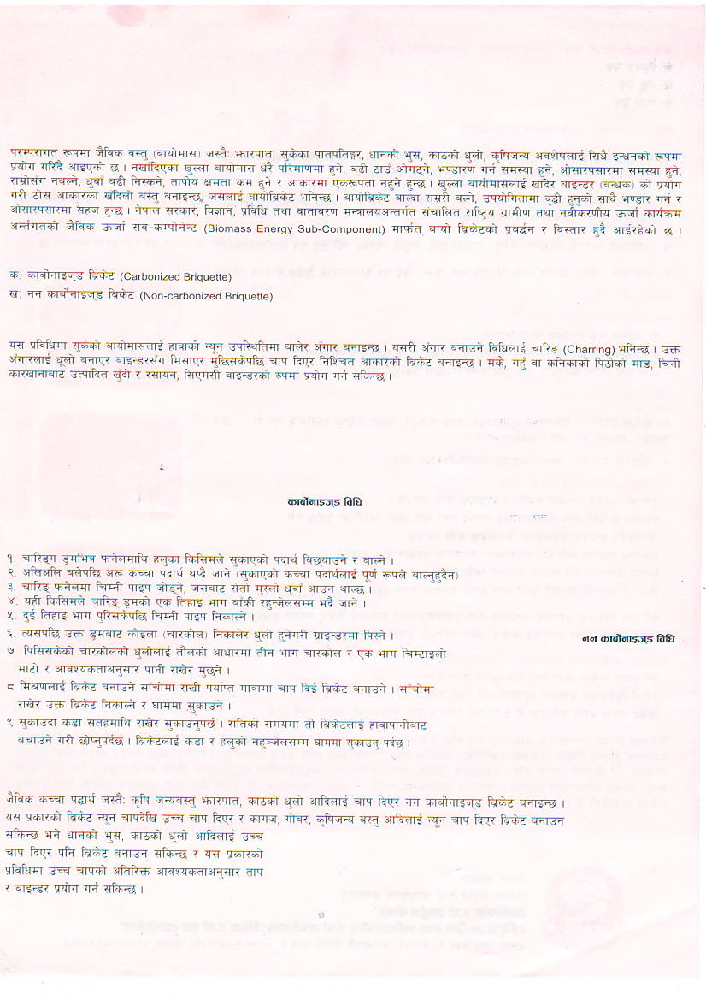 परम्परागत रूपमा जैविक वस्तु (बायोमास) जस्तैः झारपात, सुकेका पातपतिङ्गर, धानको भुस, काठको धुलो, कृषिजन्य अवशेषलाई सिधै इन्धनको रूपमा
प्रयोग गरिंदै आइएको छ । नखाँदिएका खुल्ला बायोमास धेरै परिमाणमा हुने, बढी ठाउँ ओगट्ने, भण्डारण गर्न समस्या हुने, ओसारपसारमा समस्या हुने,
राम्रोसँग नबल्ने, धुवाँ बढी निस्कने, तापीय क्षमता कम हुने र आकारमा एकरूपता नहुने हुन्छ । खुल्ला बायोमासलाई खाँदेर बाइन्डर (बन्धक) को प्रयोग
गरी ठोस आकारका खँदिलो बस्तु बनाइन्छ, जसलाई बायोब्रिकेट भनिन्छ । बायोब्रिकेट बाल्दा राम्ररी बल्ने, उपयोगितामा वृद्धी हुनुको साथै भण्डार गर्न र
ओसारपसारमा सहज हुन्छ । नेपाल सरकार, विज्ञान, प्रविधि तथा वातावरण मन्त्रालयअन्तर्गत संचालित राष्ट्रिय ग्रामीण तथा नवीकरणीय ऊर्जा कार्यक्रम
अर्न्तगतको जैविक ऊर्जा सव-कम्पोनेन्ट (Biomass Energy Sub-Component) मार्फत् बायो ब्रिकेटको प्रबर्द्धन र विस्तार हुदै आईरहेको छ ।
क) कार्बोनाइज्ड ब्रिकेट (Carbonized Briquette)
ख) नन कार्बोनाइज्ड ब्रिकेट (Non-carbonized Briquette)
यस प्रविधिमा सुकेको बायोमासलाई हावाको न्यून उपस्थितिमा बालेर अँगार बनाइन्छ । यसरी अँगार बनाउने विधिलाई चारिङ (Charring) भनिन्छ । उक्त
अँगारलाई धूलो बनाएर बाइन्डरसँग मिसाएर मुछिसकेपछि चाप दिएर निश्चित आकारको ब्रिकेट बनाइन्छ । मकै, गहुँ वा कनिकाको पिठोको माड, चिनी
कारखानाबाट उत्पादित खुँदो र रसायन, सिएमसी वाइन्डरको रुपमा प्रयोग गर्न सकिन्छ ।
कार्बोनाइज्ड विधि
१. चारिङ्ग ड्रमभित्र फनेलमाथि हलुका किसिमले सुकाएको पदार्थ विछयाउने र बाल्ने ।
२. अलिअलि बलेपछि अरू कच्चा पदार्थ थप्दै जाने (सुकाएको कच्चा पदार्थलाई पूर्ण रूपले बाल्नुहुदैन)
३. चारिङ् फनेलमा चिम्नी पाइप जोड्ने, जसबाट सेतो मुस्लो धुवाँ आउन थाल्छ ।
४. यही किसिमले चारिङ् ड्रमको एक तिहाइ भाग बाँकी रहुन्जेलसम्म भर्दै जाने ।
५. दुई तिहाइ भाग पुरिसकेपछि चिम्नी पाइप निकाल्ने ।
६. त्यसपछि उक्त ड्रमबाट कोइला (चारकोल) निकालेर धुलो हुनेगरी ग्राइन्डरमा पिस्ने ।
नन कार्बोनाइज्ड विधि
७ पिसिसकेको चारकोलको धुलोलाई तौलको आधारमा तीन भाग चारकोल र एक भाग चिम्टाइलो
माटो र आवश्यकताअनुसार पानी राखेर मुछ्ने ।
८ मिश्रणलाई ब्रिकेट बनाउने साँचोमा राखी पर्याप्त मात्रामा चाप दिई ब्रिकेट बनाउने । साँचोमा
राखेर उक्त ब्रिकेट निकाल्ने र घाममा सुकाउने ।
९ सुकाउदा कडा सतहमाथि राखेर सुकाउनुपर्छ । रातिको समयमा ती ब्रिकेटलाई हावापानीबाट
बचाउने गरी छोप्नुपर्दछ । ब्रिकेटलाई कडा र हलुको नहुञ्जेलसम्म घाममा सुकाउनु पर्दछ ।
जैविक कच्चा पद्धार्थ जस्तैः कृषि जन्यबस्तु झारपात, काठको धुलो आदिलाई चाप दिएर नन कार्बोनाइज्ड ब्रिकेट बनाइन्छ ।
यस प्रकारको ब्रिकेट न्यून चापदेखि उच्च चाप दिएर र कागज, गोबर, कृषिजन्य बस्तु आदिलाई न्यून चाप दिएर ब्रिकेट बनाउन
सकिन्छ भने धानको भुस, काठको धुलो आदिलाई उच्च
चाप दिएर पनि ब्रिकेट बनाउन सकिन्छ र यस प्रकारको
प्रविधिमा उच्च चापको अतिरिक्त आवश्यकताअनुसार ताप
र बाइन्डर प्रयोग गर्न सकिन्छ ।